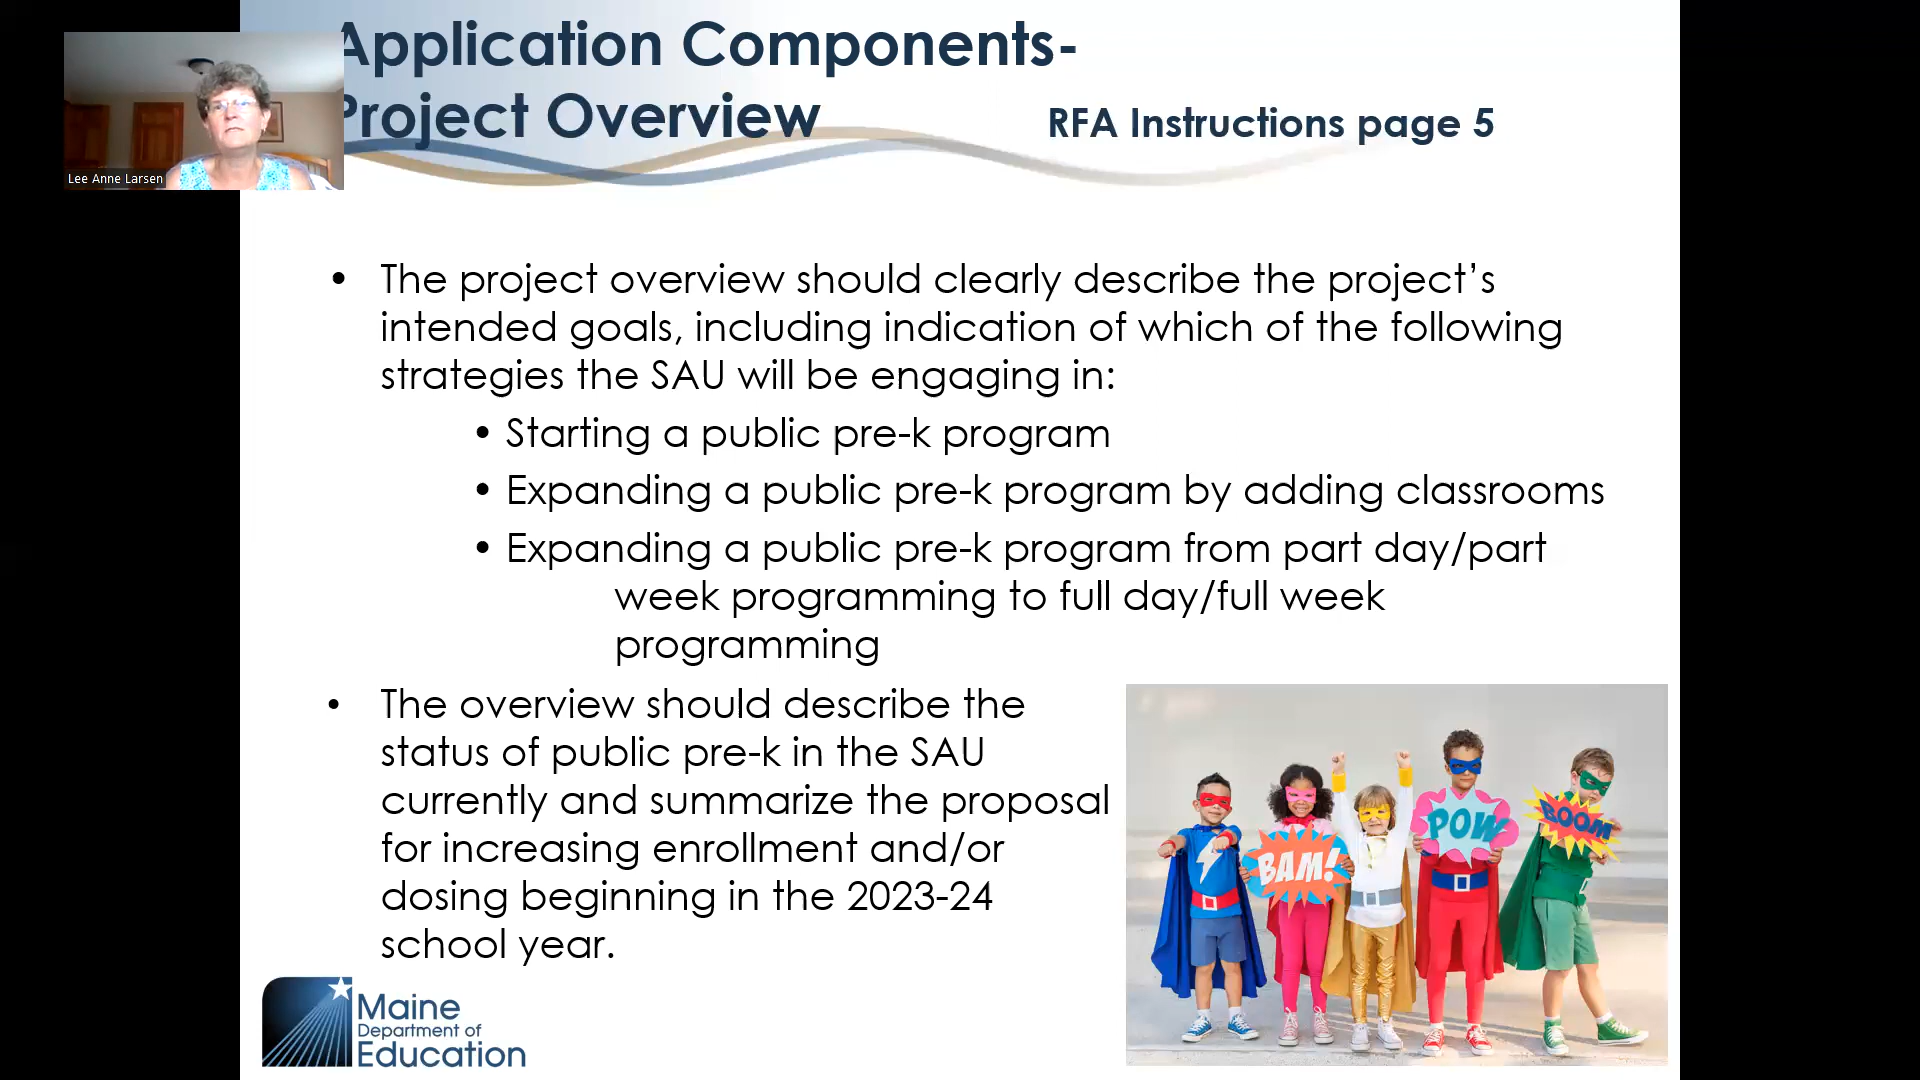 Application Components-
Project Overview
RFA Instructions page 5
Lee Anne Larsen
• The project overview should clearly describe the project’s
intended goals, including indication of which of the following
strategies the SAU will be engaging in:
• Starting a public pre-k program
• Expanding a public pre-k program by adding classrooms
• Expanding a public pre-k program from part day/part
week programming to full day/full week
programming
• The overview should describe the
status of public pre-k in the SAU
currently and summarize the proposal
for increasing enrollment and/or
dosing beginning in the 2023-24
school year.
BAM!
POW
BOOM
Maine
Department of
Education